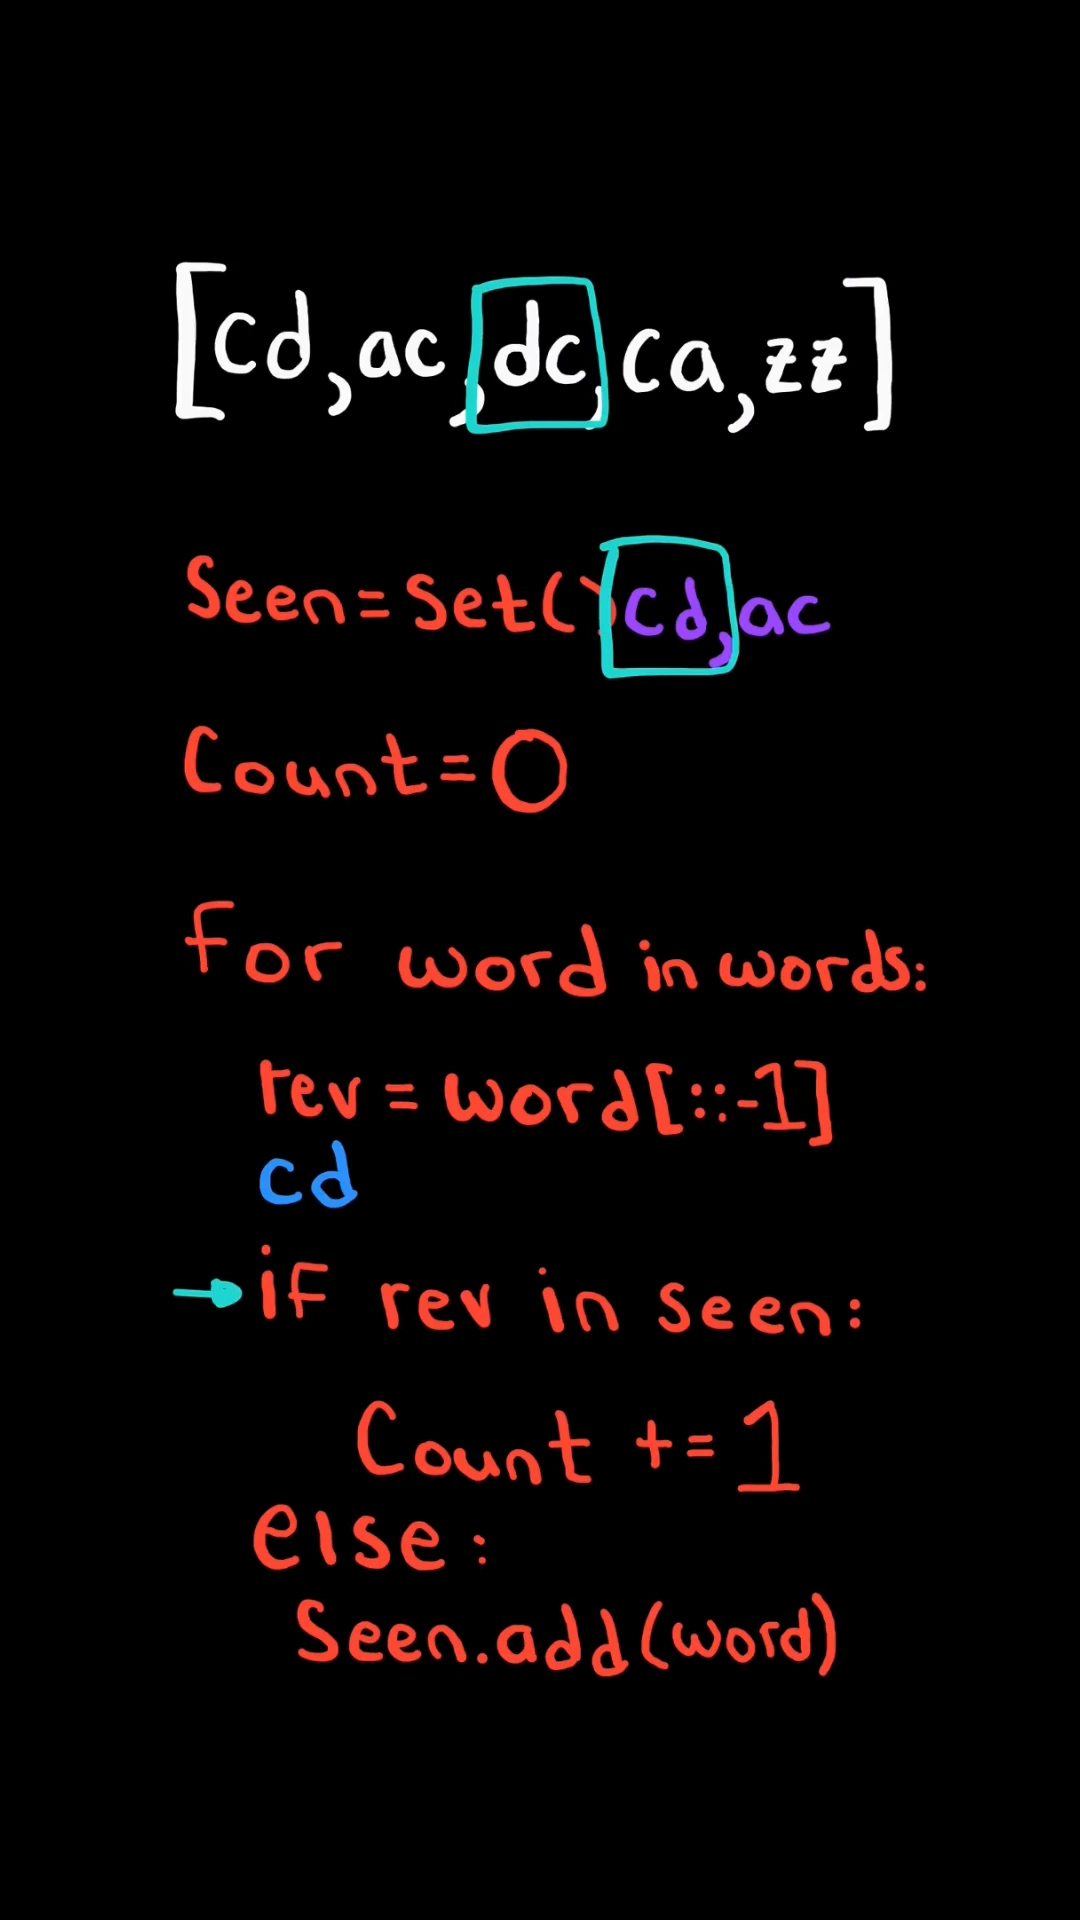 [cd,ac,dc,ca,zz]
Seen=Set()cd,ac
Count=0
for word in words:
rev=word[::-1]
cd
if rev in seen:
Count +=1
else:
Seen.add(word)